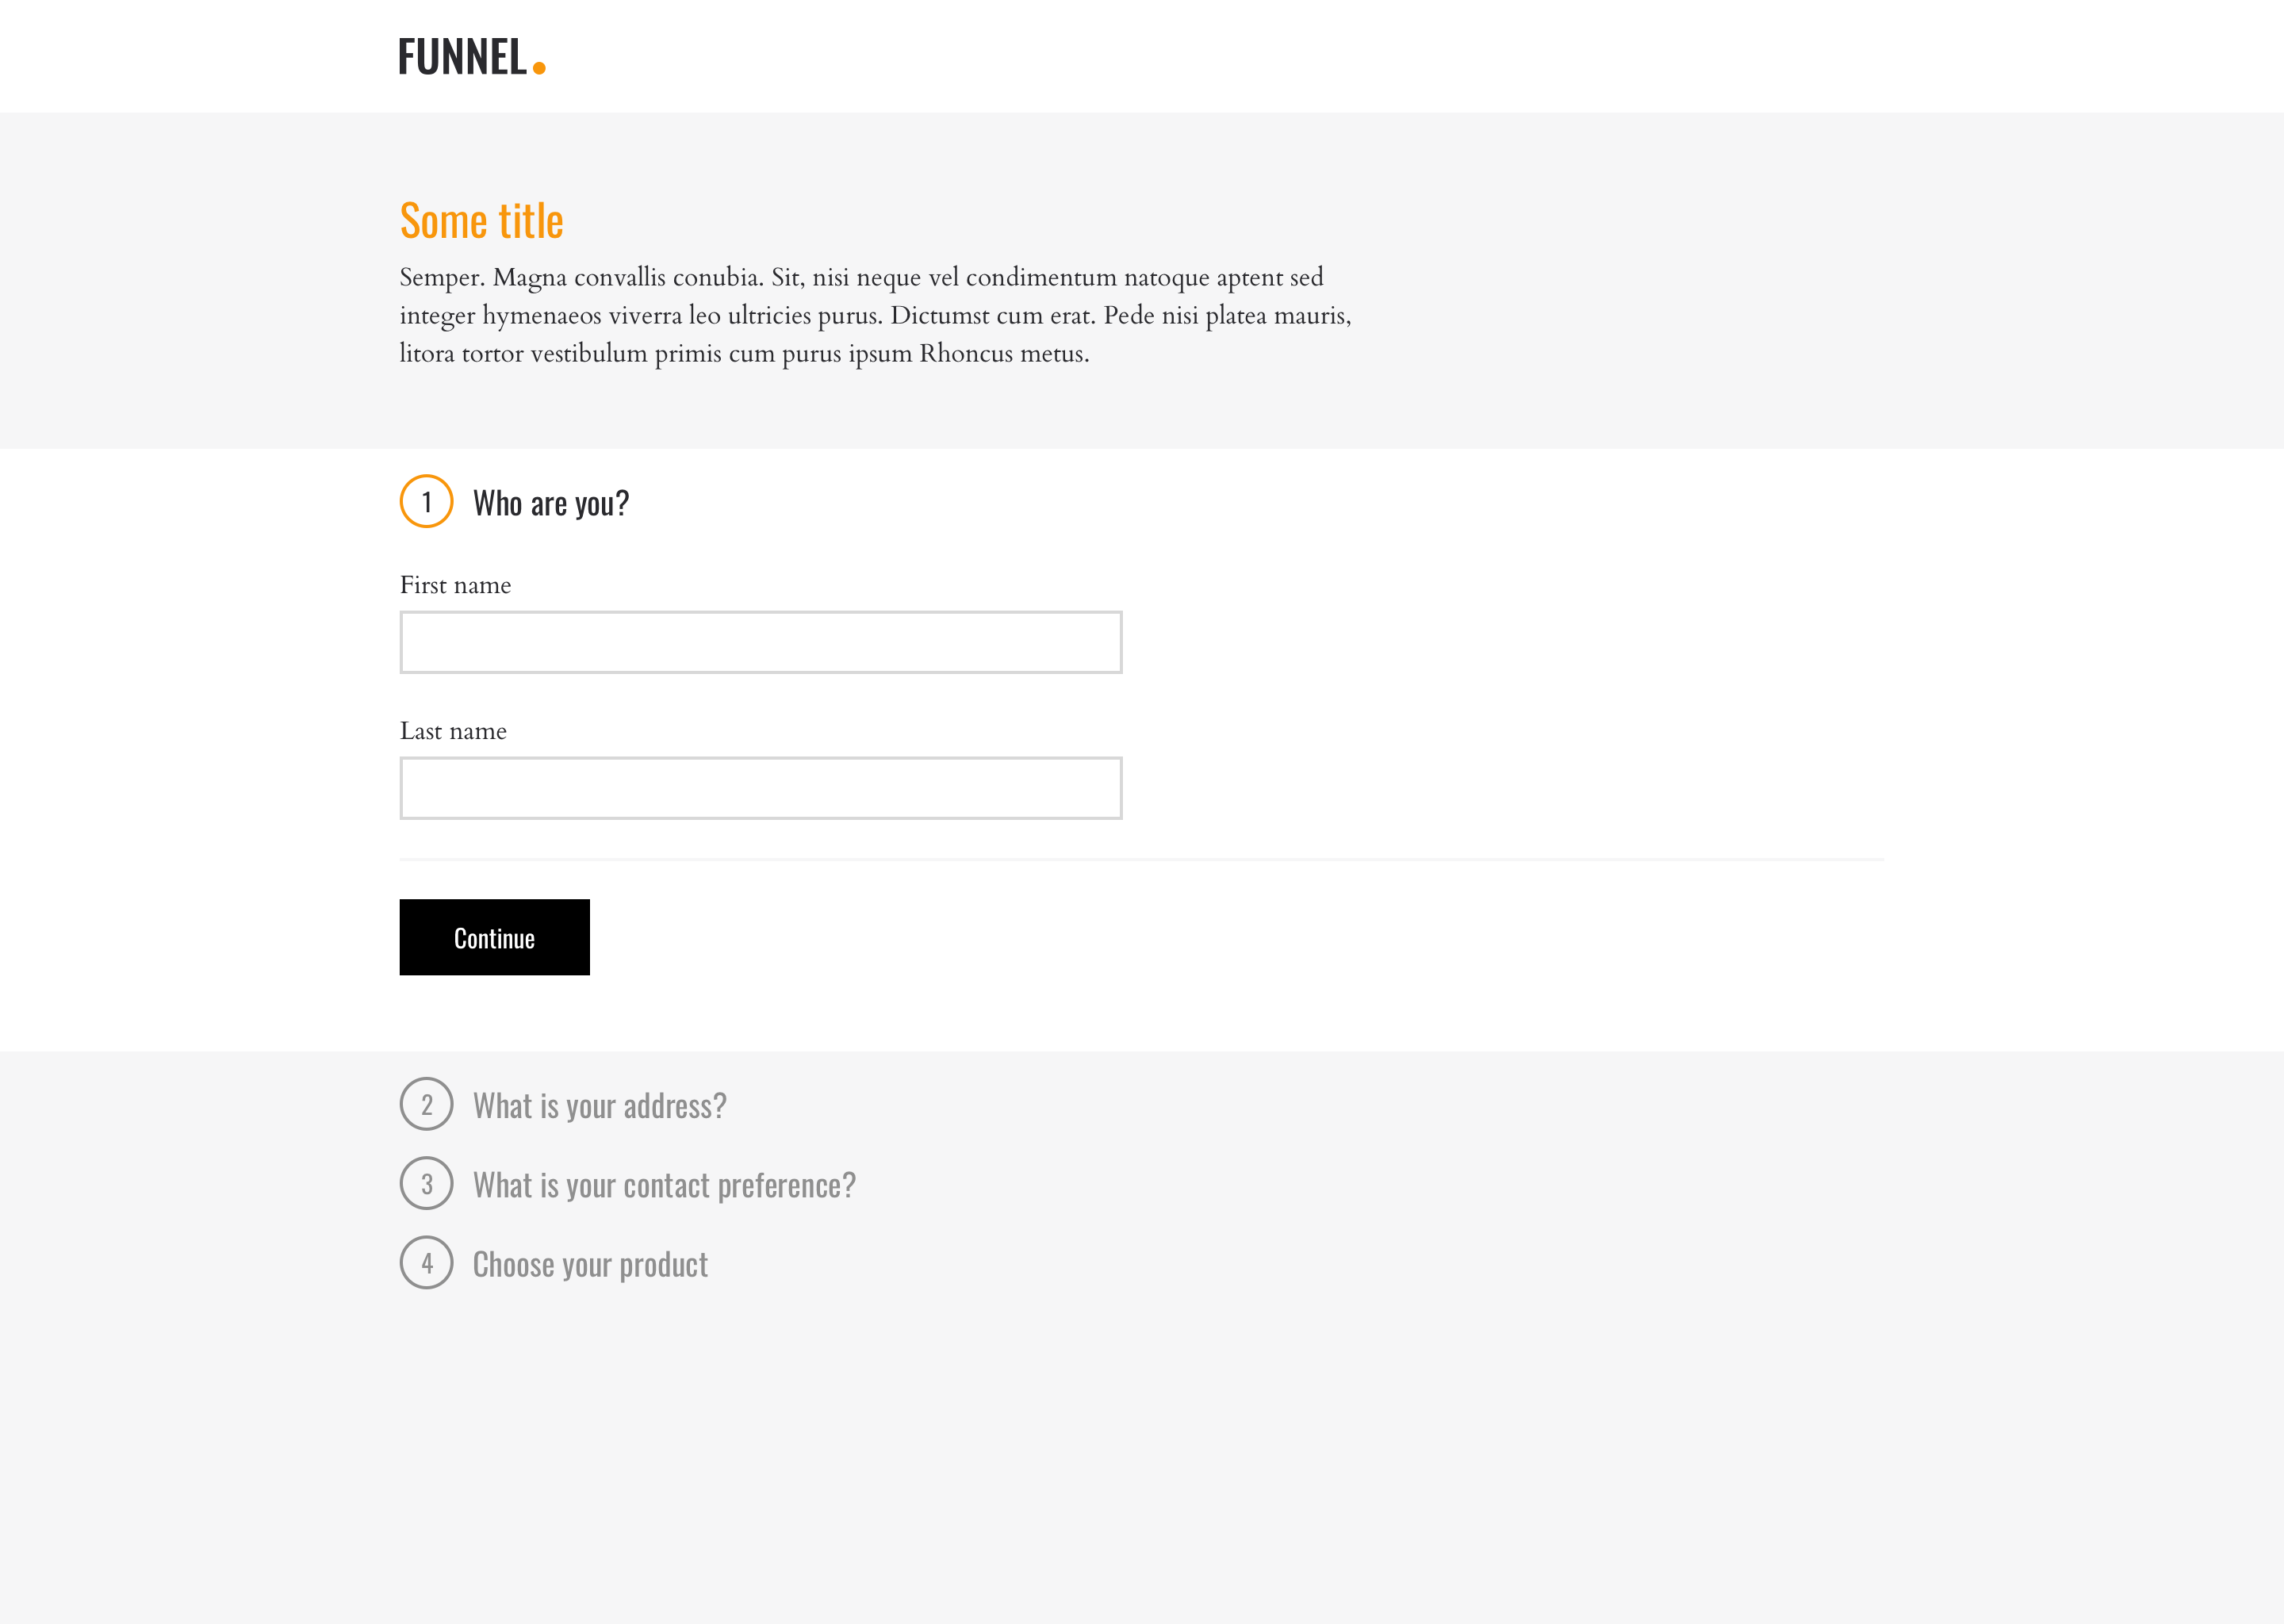 FUNNEL.
Some title
Semper. Magna convallis conubia. Sit, nisi neque vel condimentum natoque aptent sed
integer hymenaeos viverra leo ultricies purus. Dictumst cum erat. Pede nisi platea mauris,
litora tortor vestibulum primis cum purus ipsum Rhoncus metus.
1 Who are you?
First name
Last name
Continue
2 What is your address?
3 What is your contact preference?
4 Choose your product